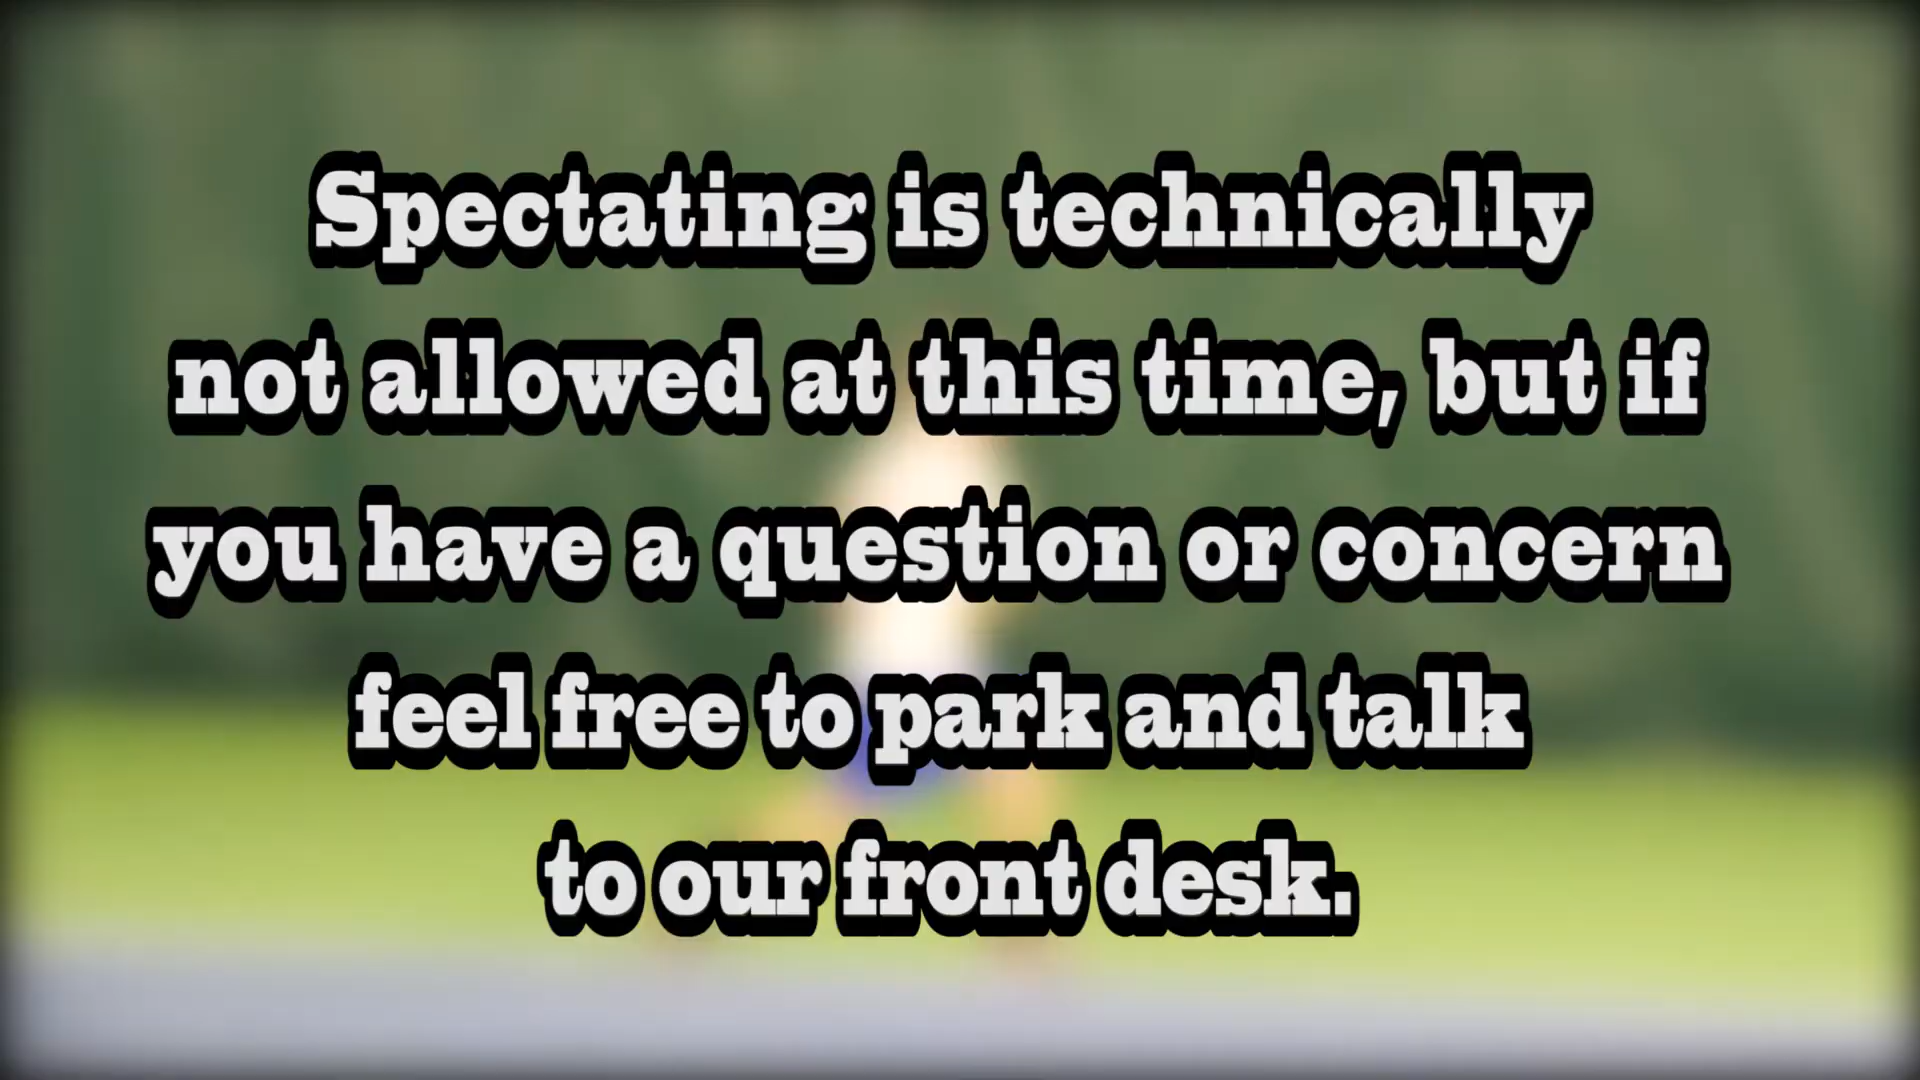 Spectating is technically
not allowed at this time, but if
you have a question or concern
feel free to park and talk
to our front desk.